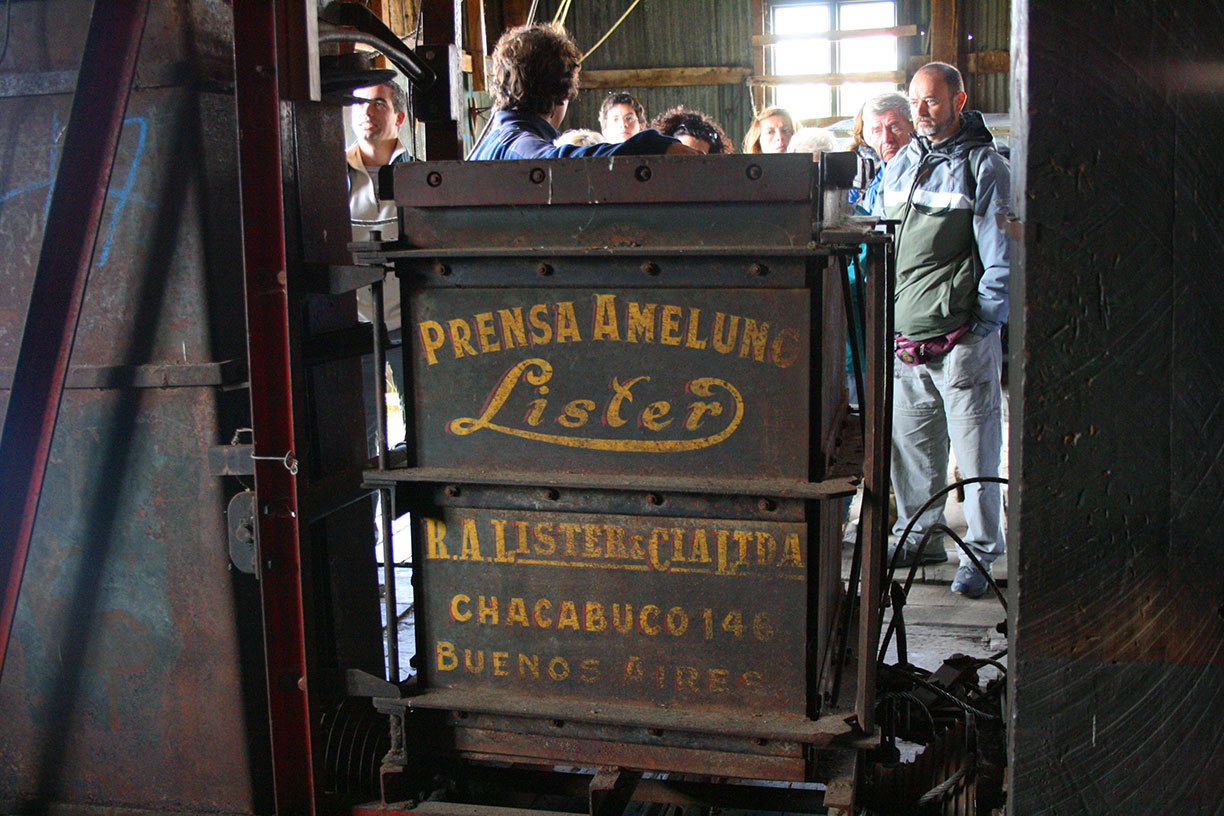 PRENSA AMELUNG
Lister
R.A. LISTER & CIA LTDA
CHACABUCO 146
BUENOS AIRES